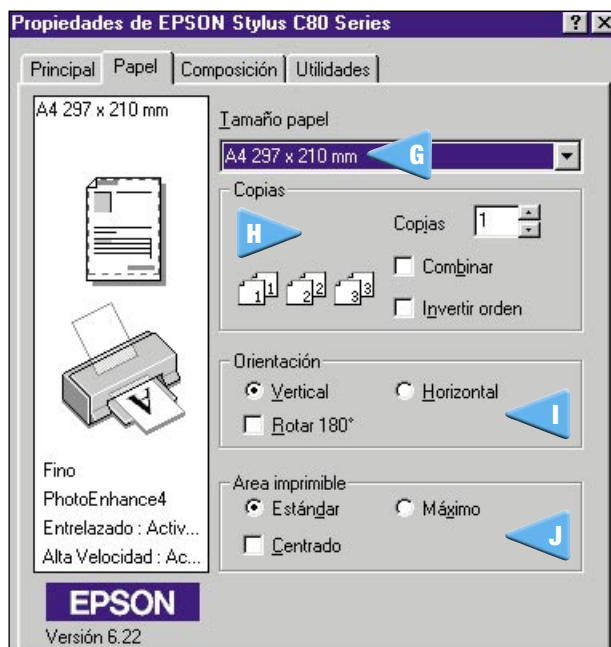 Propiedades de EPSON Stylus C80 Series
Principal Papel Composición Utilidades
A4 297 x 210 mm
Fino
PhotoEnhance4
Entrelazado : Activ...
Alta Velocidad : Ac...
EPSON
Versión 6.22
Tamaño papel
A4 297 x 210 mm G
Copias
H
Copias 1
1 1 2 2 3 3
Combinar
Invertir orden
Orientación
Vertical Horizontal
Rotar 180°
I
Area imprimible
Estándar Máximo
Centrado
J